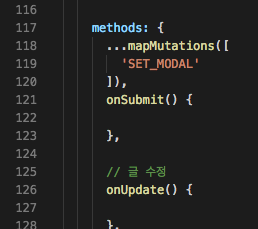 116
117 methods: {
118 ...mapMutations([
119 'SET_MODAL'
120 ]),
121 onSubmit() {
122
123 },
124
125 // 글 수정
126 onUpdate() {
127
128 },